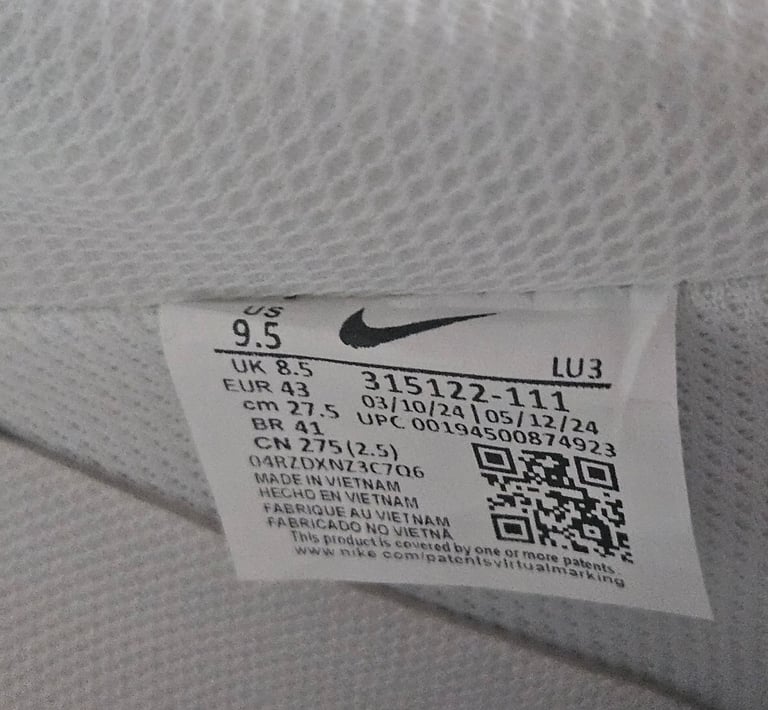 US
9.5
LU3
UK 8.5
EUR 43
cm 27.5
BR 41
CN 275(2.5)
315122-111
03/10/24 | 05/12/24
UPC 00194500874923
04RZDXNZ3C7Q6
MADE IN VIETNAM
HECHO EN VIETNAM
FABRIQUE AU VIETNAM
FABRICADO NO VIETNA
This product is covered by one or more patents.
www.nike.com/patentsvirtualmarking